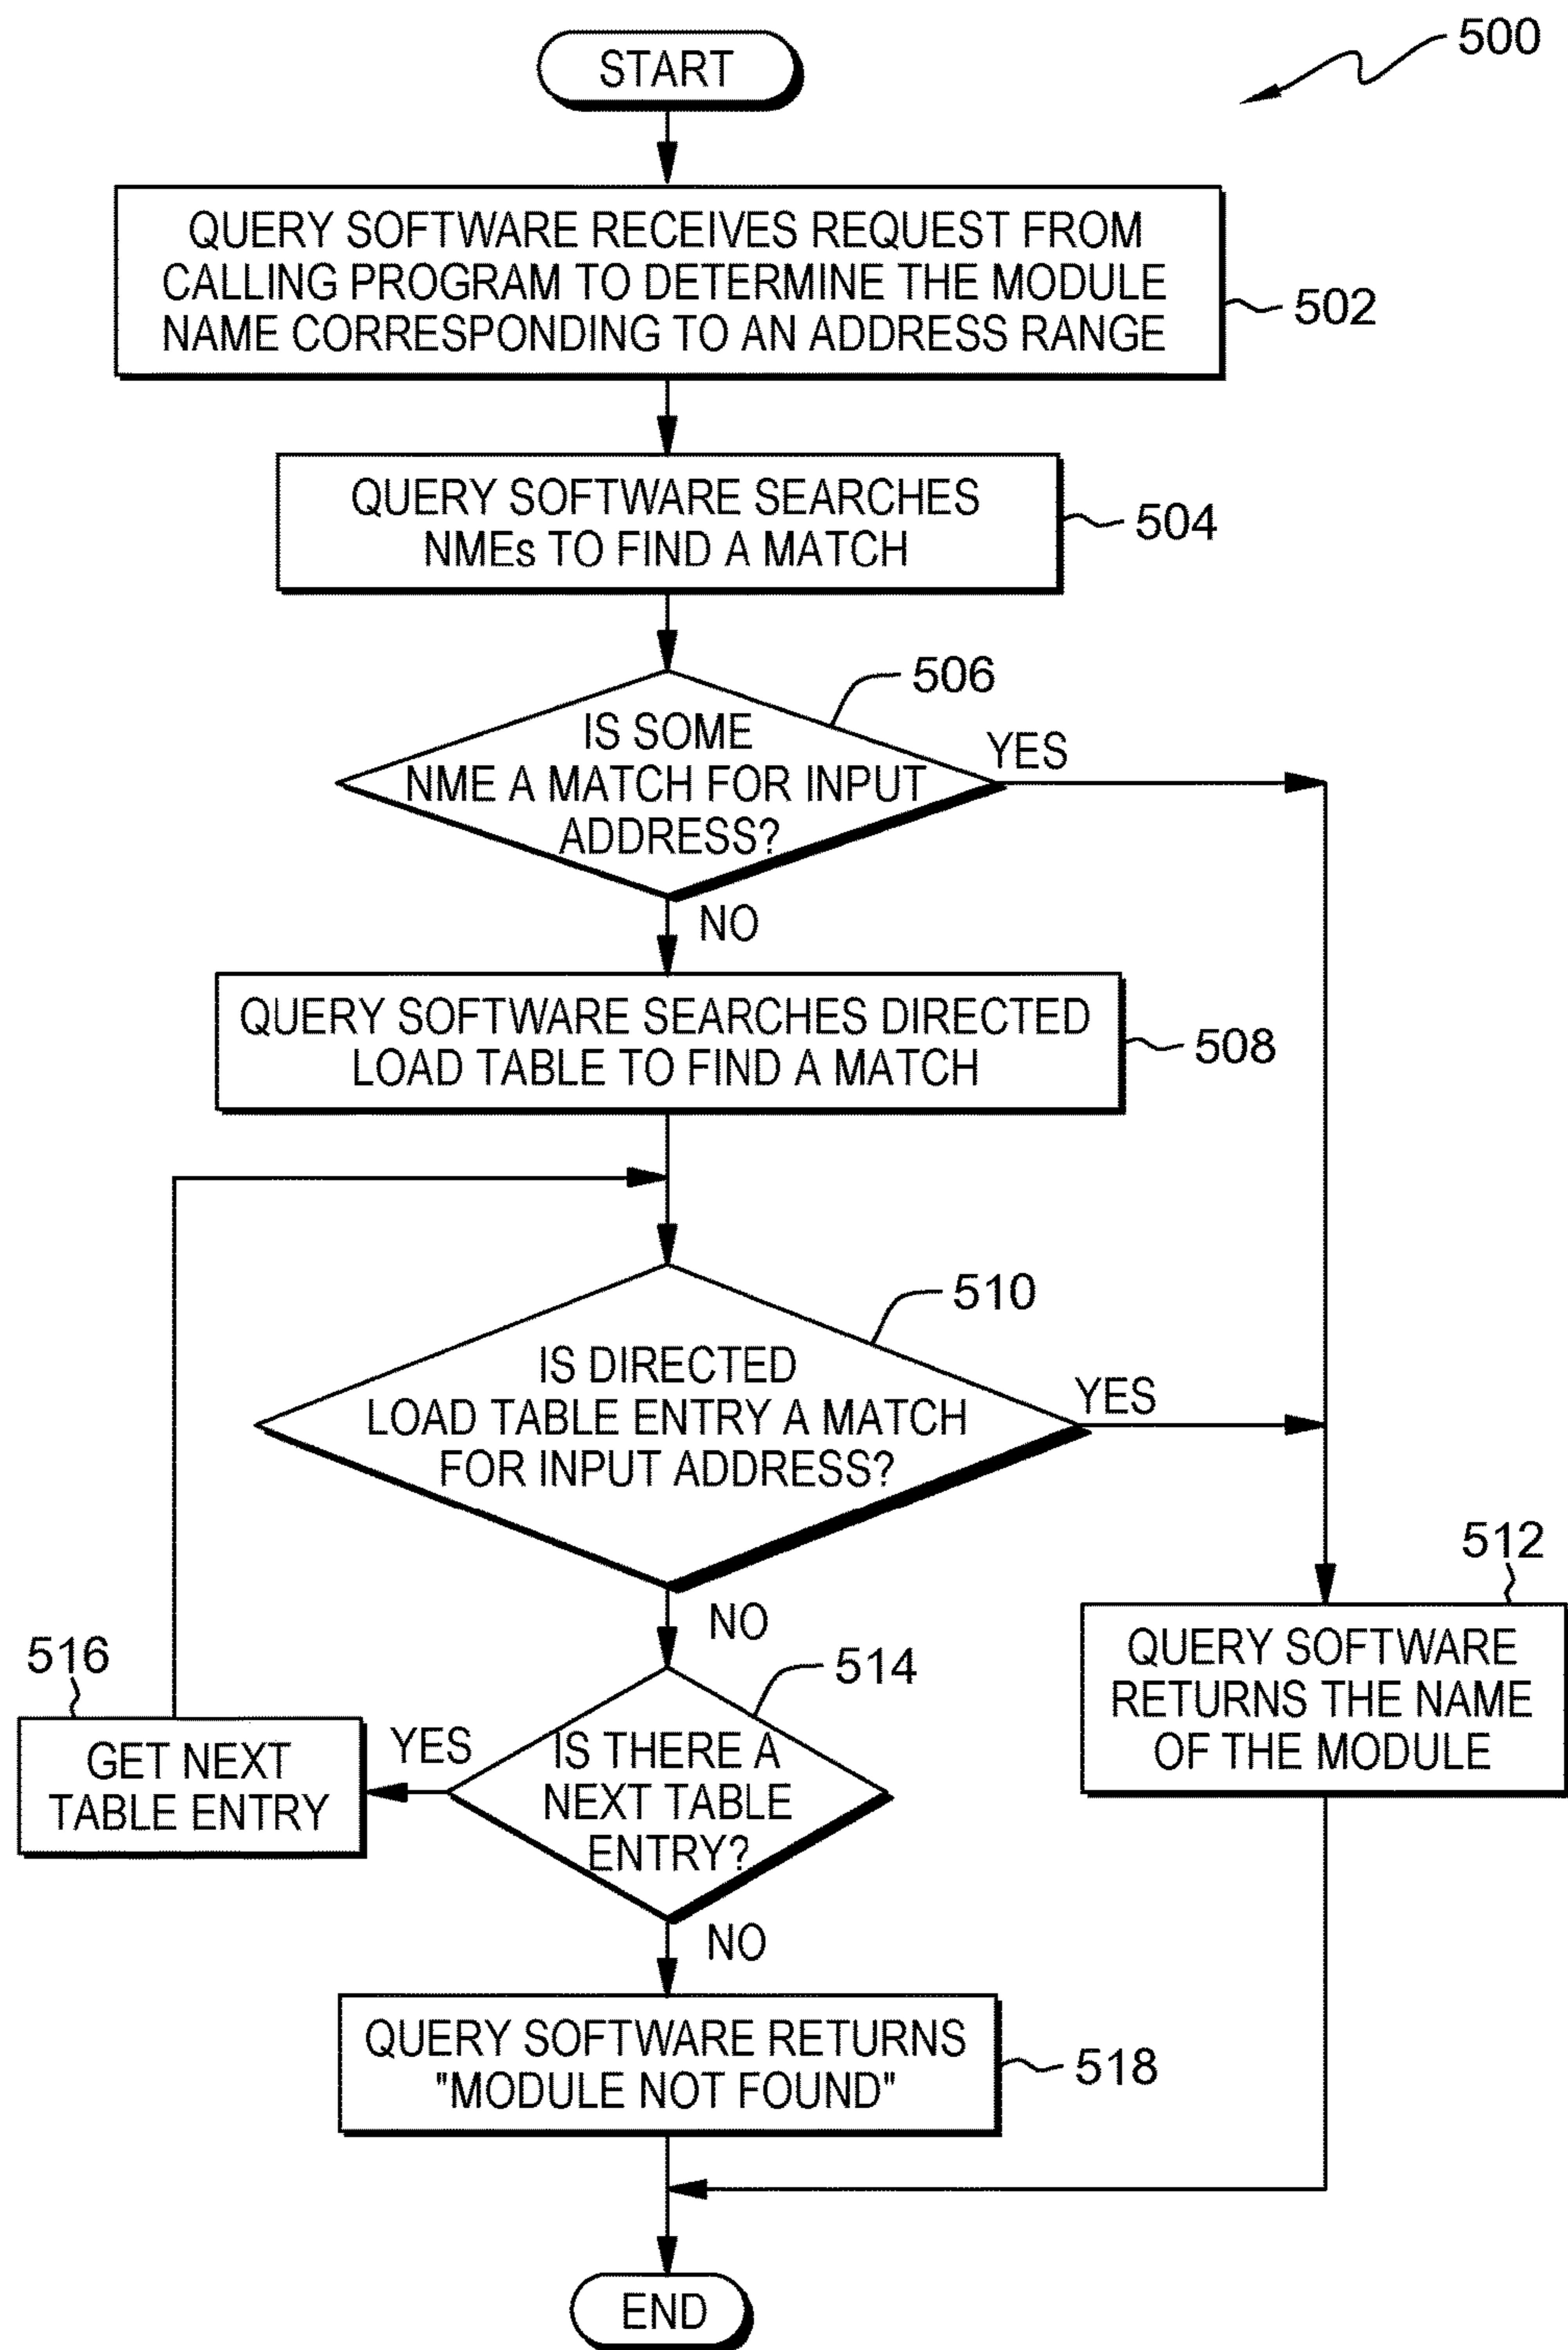 500
START
QUERY SOFTWARE RECEIVES REQUEST FROM
CALLING PROGRAM TO DETERMINE THE MODULE
NAME CORRESPONDING TO AN ADDRESS RANGE
502
QUERY SOFTWARE SEARCHES
NMEs TO FIND A MATCH
504
506
IS SOME
NME A MATCH FOR INPUT
ADDRESS?
YES
NO
QUERY SOFTWARE SEARCHES DIRECTED
LOAD TABLE TO FIND A MATCH
508
510
IS DIRECTED
LOAD TABLE ENTRY A MATCH
FOR INPUT ADDRESS?
YES
NO
512
QUERY SOFTWARE
RETURNS THE NAME
OF THE MODULE
514
IS THERE A
NEXT TABLE
ENTRY?
YES
516
GET NEXT
TABLE ENTRY
NO
QUERY SOFTWARE RETURNS
"MODULE NOT FOUND"
518
END